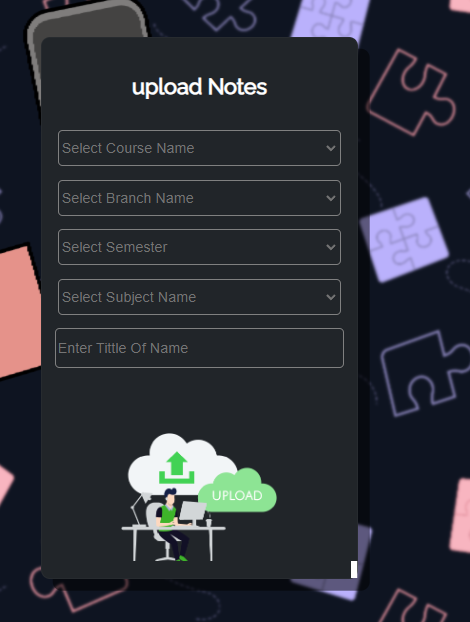 upload Notes
Select Course Name
Select Branch Name
Select Semester
Select Subject Name
Enter Tittle Of Name
UPLOAD